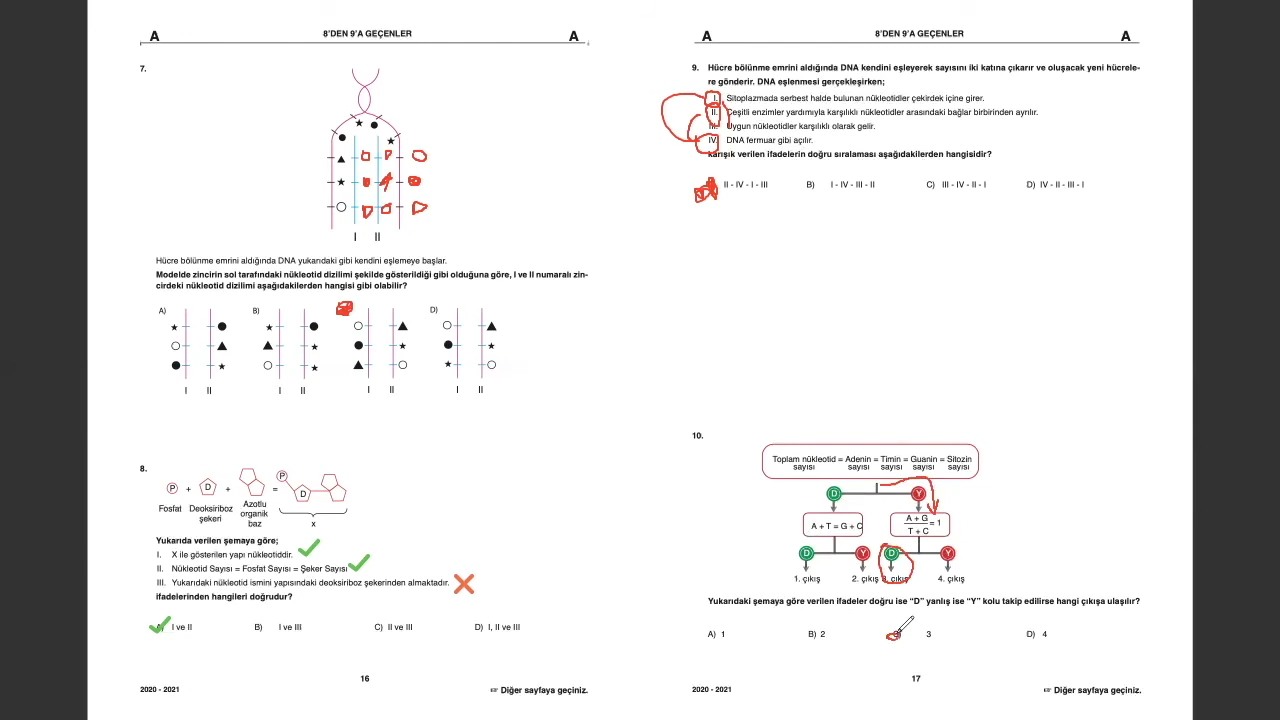 A 8'DEN 9'A GEÇENLER A
7.
I II
Hücre bölünme emrini aldığında DNA yukarıdaki gibi kendini eşlemeye başlar.
Modelde zincirin sol tarafındaki nükleotid dizilimi şekilde gösterildiği gibi olduğuna göre, I ve II numaralı zin-
cirdeki nükleotid dizilimi aşağıdakilerden hangisi gibi olabilir?
A) B) D)
I II I II I II I II
8.
P + D + = P D
Fosfat Deoksiriboz şekeri Azotlu organik baz x
Yukarıda verilen şemaya göre;
I. X ile gösterilen yapı nükleotiddir.
II. Nükleotid Sayısı = Fosfat Sayısı = Şeker Sayısı
III. Yukarıdaki nükleotid ismini yapısındaki deoksiriboz şekerinden almaktadır.
ifadelerinden hangileri doğrudur?
A) I ve II B) I ve III C) II ve III D) I, II ve III
16
2020 - 2021 ☞ Diğer sayfaya geçiniz.
A 8'DEN 9'A GEÇENLER A
9. Hücre bölünme emrini aldığında DNA kendini eşleyerek sayısını iki katına çıkarır ve oluşacak yeni hücrele-
re gönderir. DNA eşlenmesi gerçekleşirken;
I. Sitoplazmada serbest halde bulunan nükleotidler çekirdek içine girer.
II. Çeşitli enzimler yardımıyla karşılıklı nükleotidler arasındaki bağlar birbirinden ayrılır.
III. Uygun nükleotidler karşılıklı olarak gelir.
IV. DNA fermuar gibi açılır.
karışık verilen ifadelerin doğru sıralaması aşağıdakilerden hangisidir?
II - IV - I - III B) I - IV - III - II C) III - IV - II - I D) IV - II - III - I
10.
Toplam nükleotid = Adenin = Timin = Guanin = Sitozin
sayısı sayısı sayısı sayısı sayısı
D Y
A + T = G + C
A + G
= 1
T + C
D Y D Y
1. çıkış 2. çıkış 3. çıkış 4. çıkış
Yukarıdaki şemaya göre verilen ifadeler doğru ise “D” yanlış ise “Y” kolu takip edilirse hangi çıkışa ulaşılır?
A) 1 B) 2 3 D) 4
17
2020 - 2021 ☞ Diğer sayfaya geçiniz.